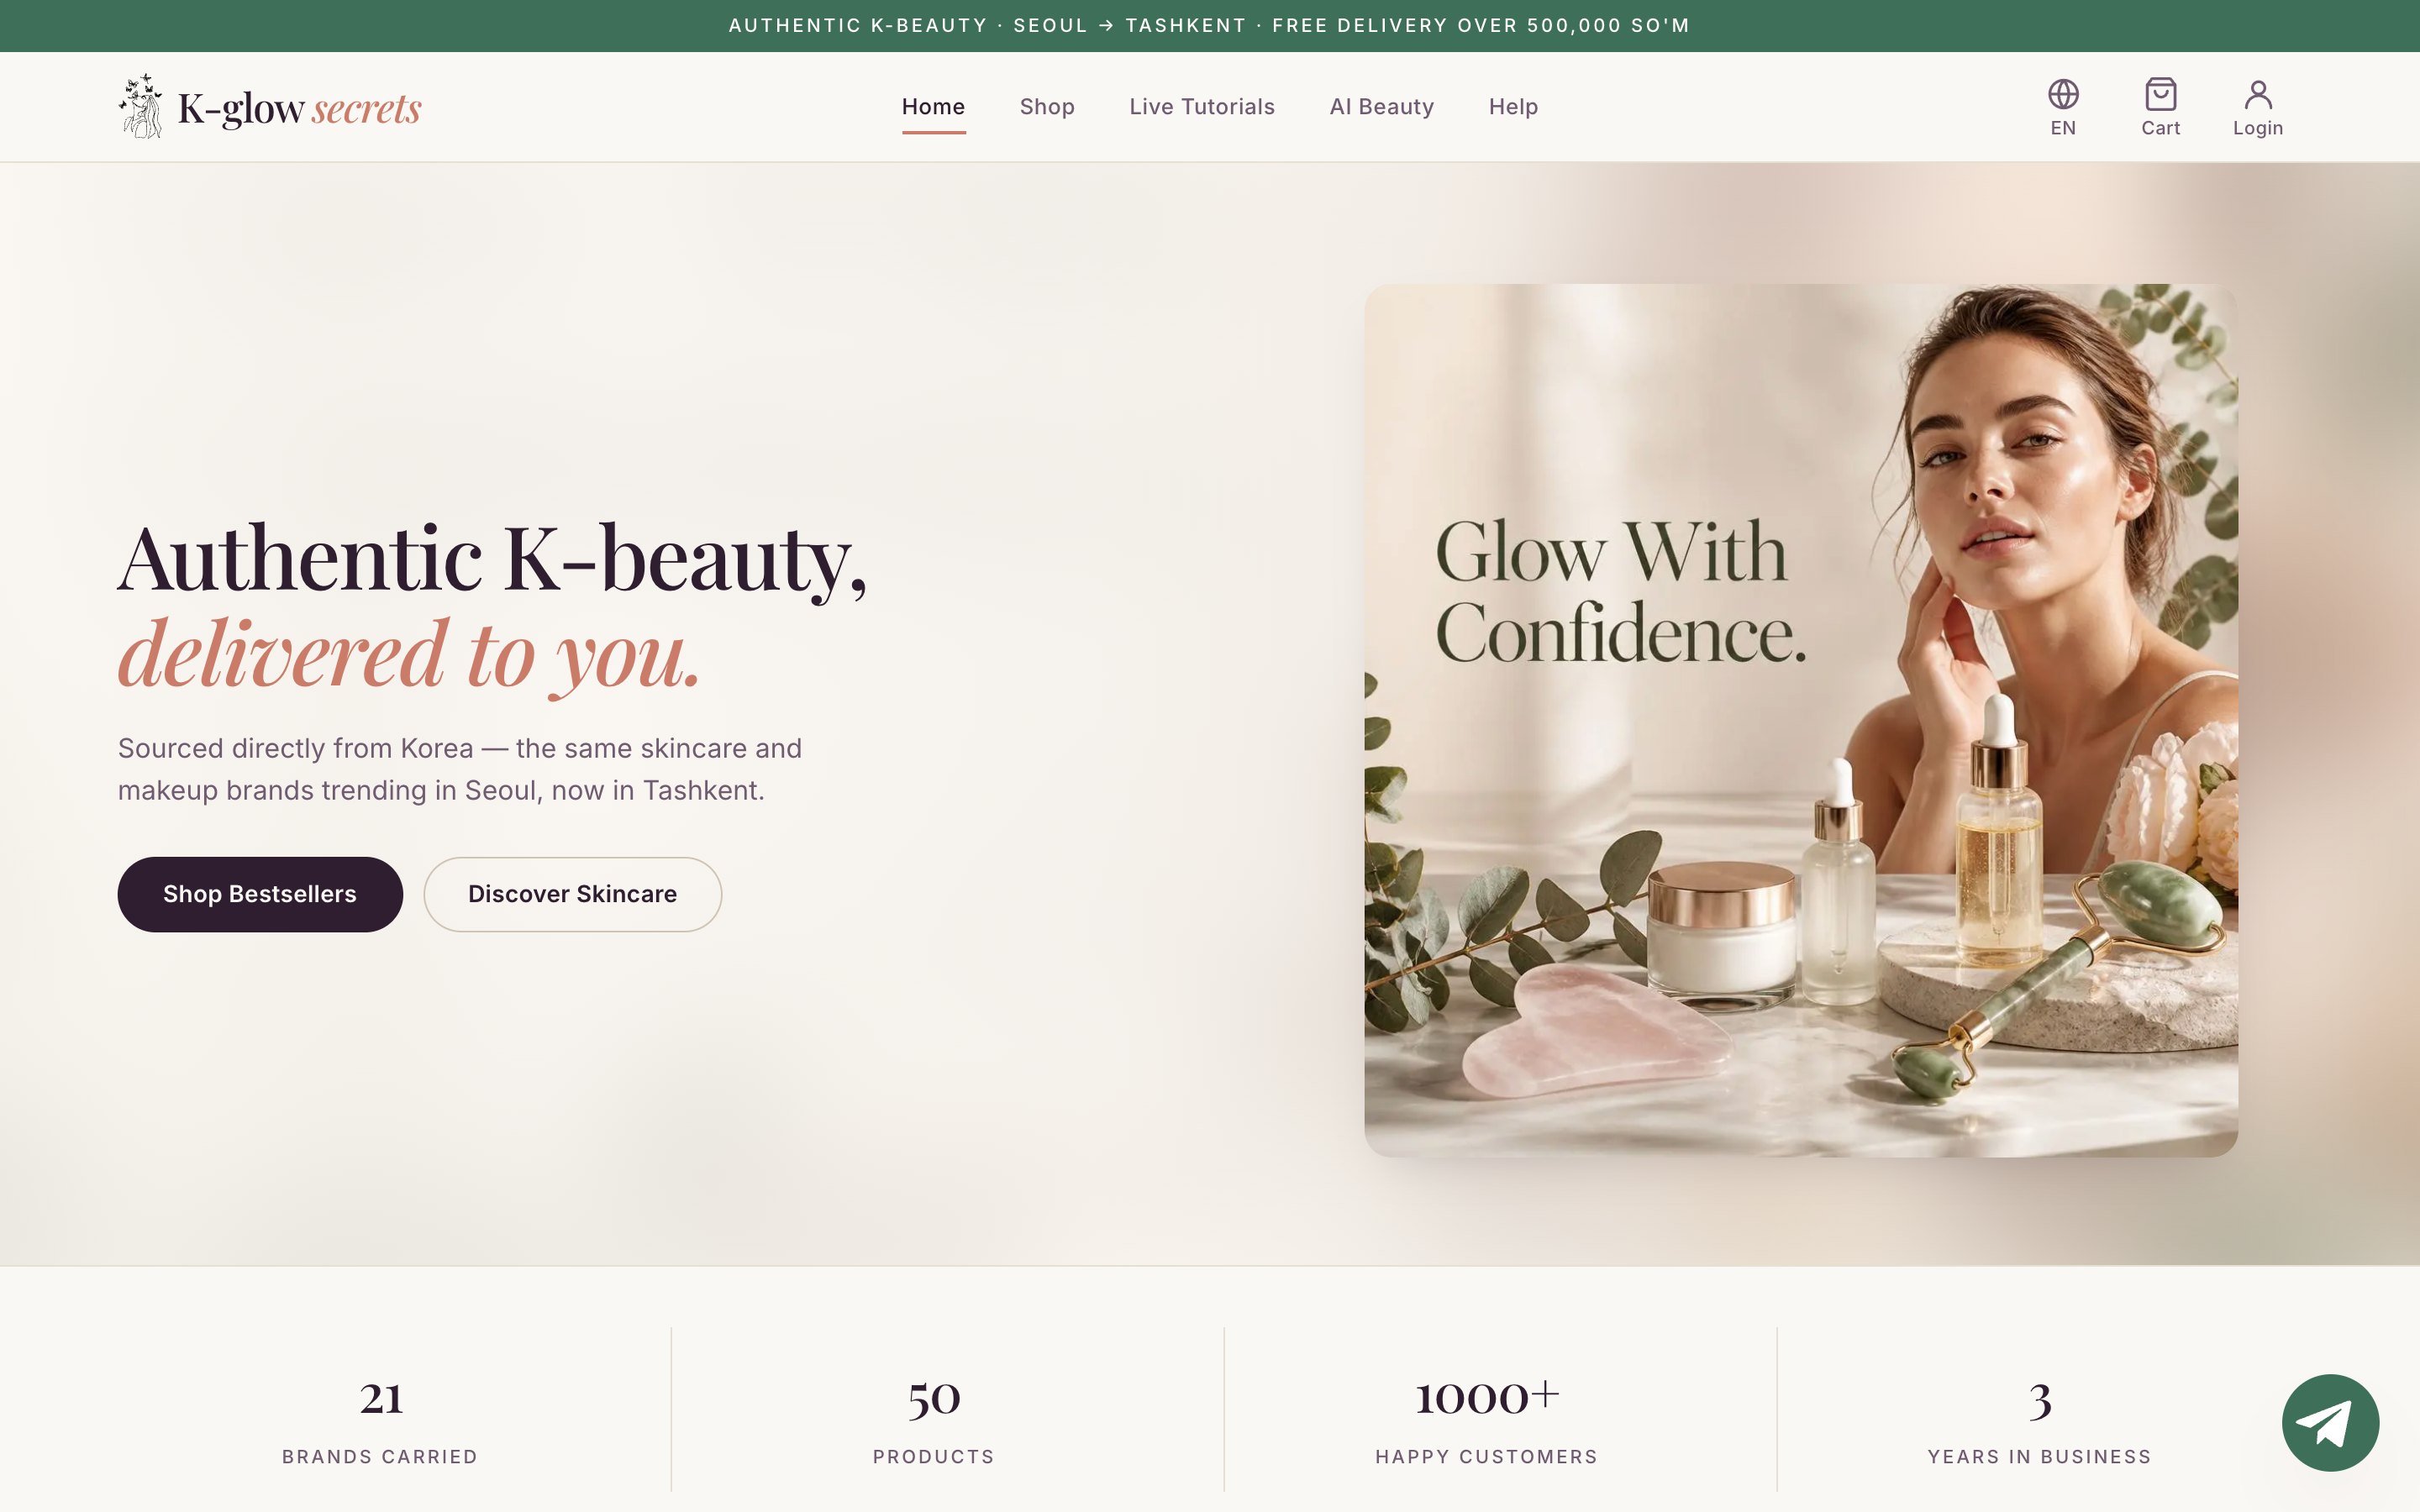 AUTHENTIC K-BEAUTY · SEOUL → TASHKENT · FREE DELIVERY OVER 500,000 SO'M
K-glow secrets
Home
Shop
Live Tutorials
AI Beauty
Help
EN
Cart
Login
Authentic K-beauty,
delivered to you.
Sourced directly from Korea — the same skincare and
makeup brands trending in Seoul, now in Tashkent.
Shop Bestsellers
Discover Skincare
Glow With
Confidence.
21
BRANDS CARRIED
50
PRODUCTS
1000+
HAPPY CUSTOMERS
3
YEARS IN BUSINESS